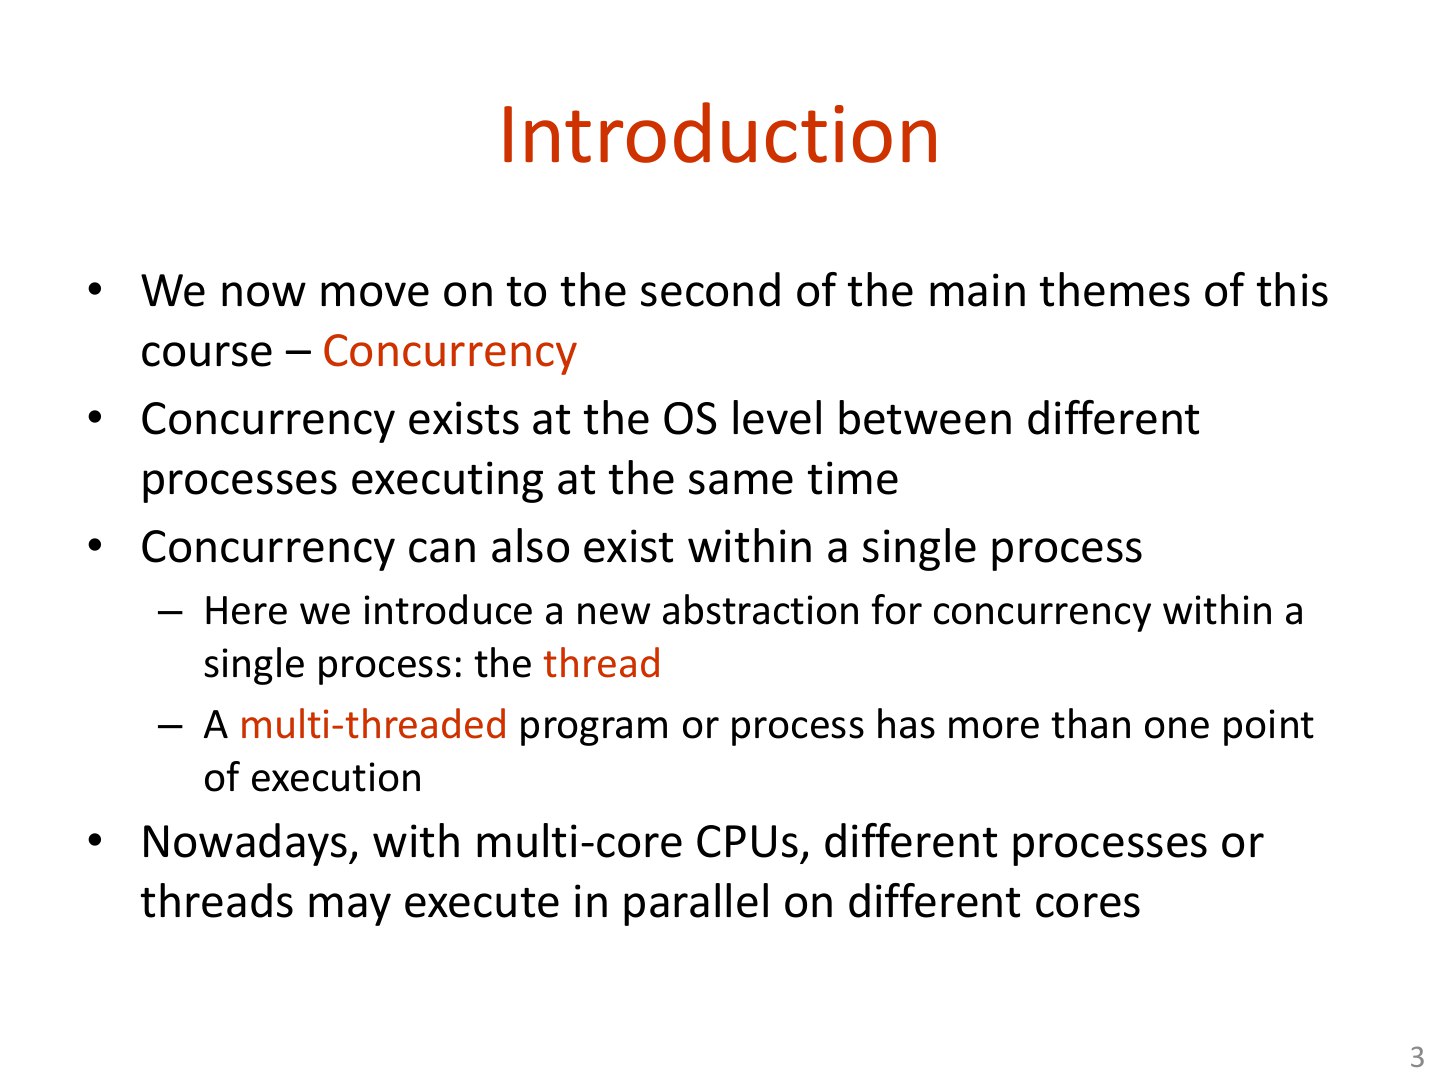 Introduction
• We now move on to the second of the main themes of this
course – Concurrency
• Concurrency exists at the OS level between different
processes executing at the same time
• Concurrency can also exist within a single process
– Here we introduce a new abstraction for concurrency within a
single process: the thread
– A multi-threaded program or process has more than one point
of execution
• Nowadays, with multi-core CPUs, different processes or
threads may execute in parallel on different cores
3